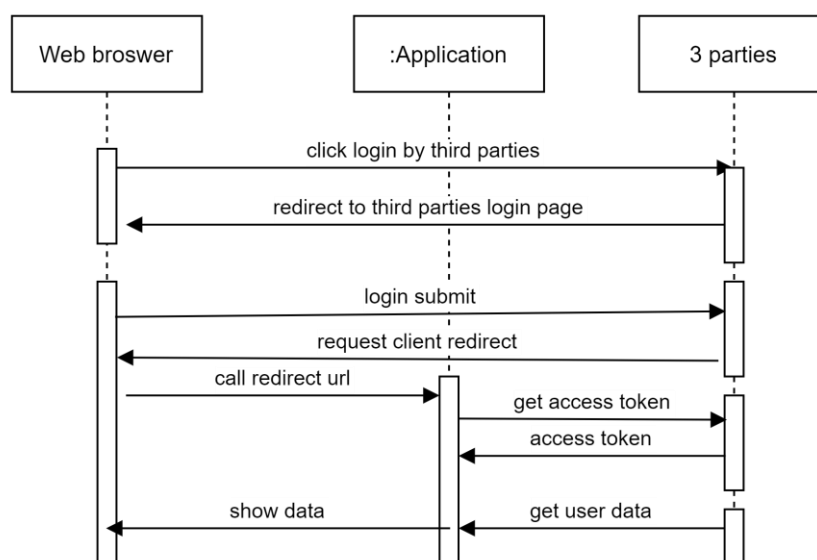 Web broswer
:Application
3 parties
click login by third parties
redirect to third parties login page
login submit
request client redirect
call redirect url
get access token
access token
show data
get user data